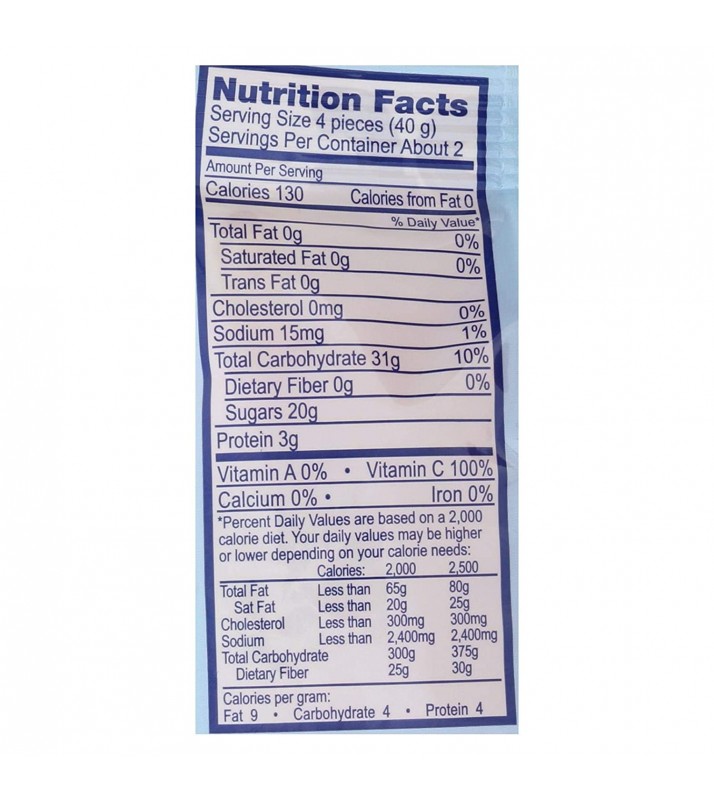 Nutrition Facts
Serving Size 4 pieces (40 g)
Servings Per Container About 2
Amount Per Serving
Calories 130 Calories from Fat 0
% Daily Value*
Total Fat 0g 0%
Saturated Fat 0g 0%
Trans Fat 0g
Cholesterol 0mg 0%
Sodium 15mg 1%
Total Carbohydrate 31g 10%
Dietary Fiber 0g 0%
Sugars 20g
Protein 3g
Vitamin A 0% • Vitamin C 100%
Calcium 0% • Iron 0%
*Percent Daily Values are based on a 2,000
calorie diet. Your daily values may be higher
or lower depending on your calorie needs:
Calories: 2,000 2,500
Total Fat Less than 65g 80g
Sat Fat Less than 20g 25g
Cholesterol Less than 300mg 300mg
Sodium Less than 2,400mg 2,400mg
Total Carbohydrate 300g 375g
Dietary Fiber 25g 30g
Calories per gram:
Fat 9 • Carbohydrate 4 • Protein 4